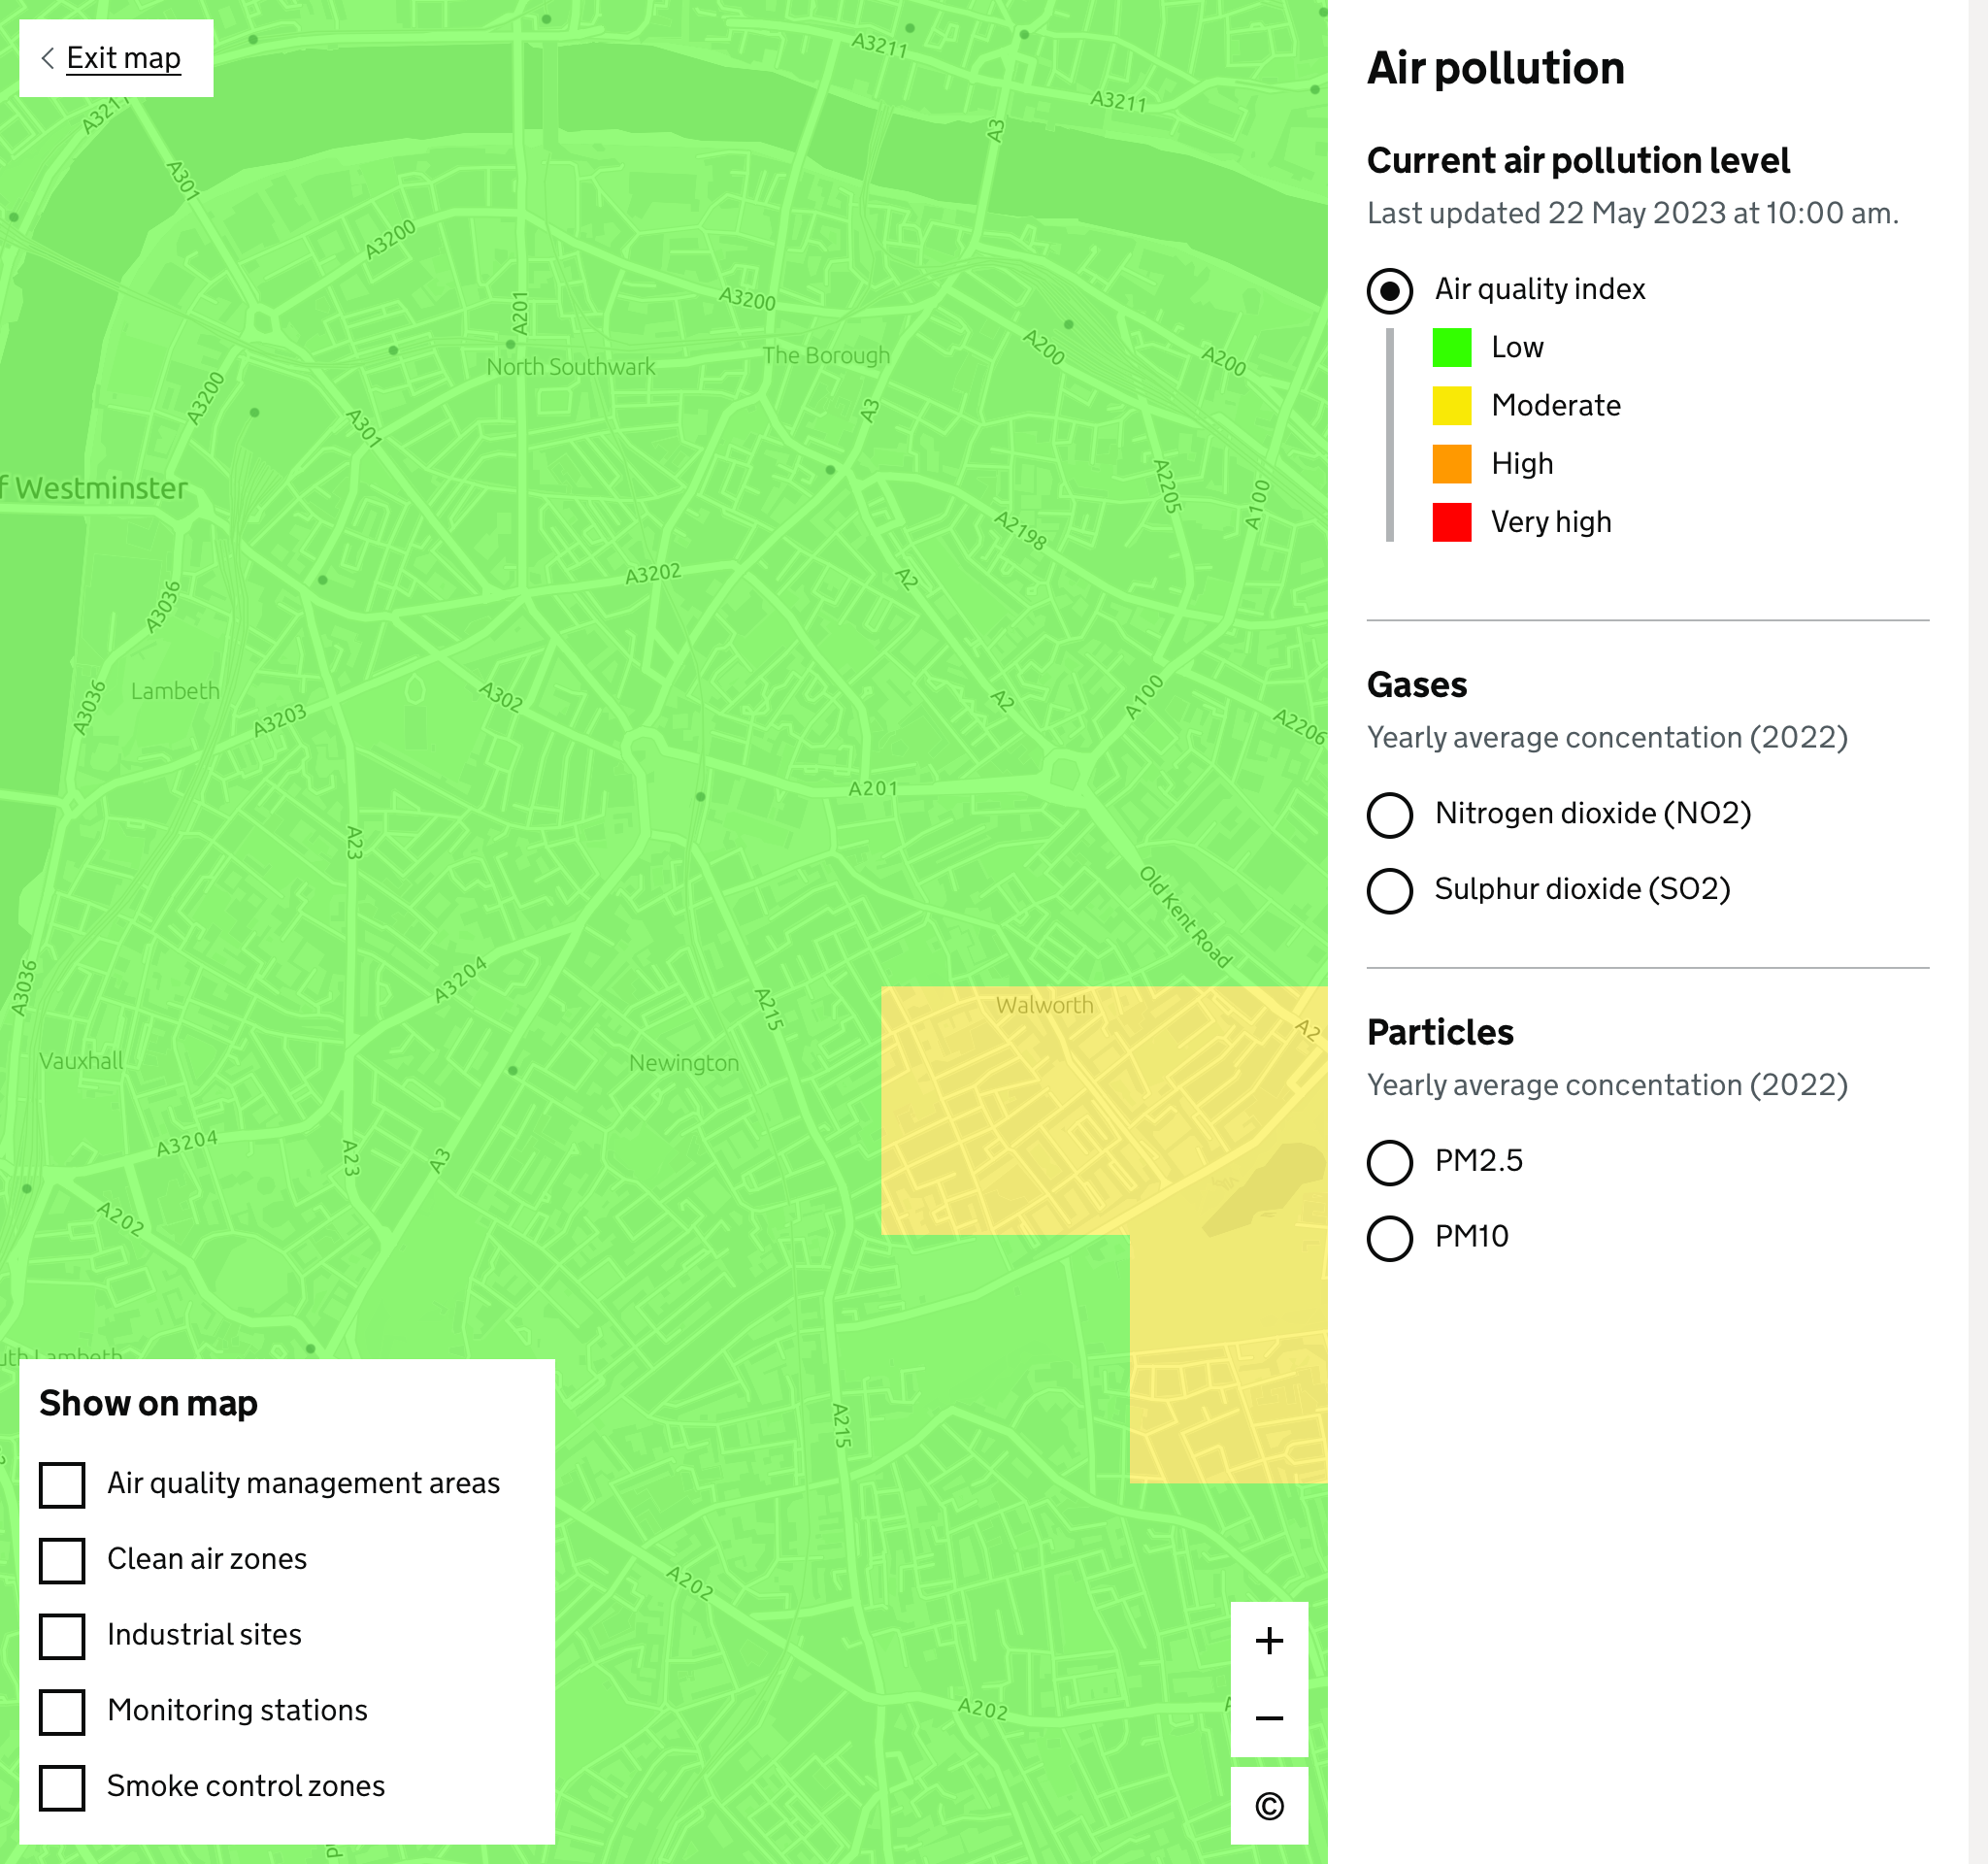 Exit map
A3211
A3211
A3211
A3
A301
A3200
A201
A3200
North Southwark
The Borough
A200
A200
A3200
A301
A3
A2205
A100
f Westminster
A2198
A3202
A2
A3036
Lambeth
A3036
A3203
A302
A2
A100
A2206
A201
A23
Old Kent Road
A3036
A3204
A215
Walworth
A2
Vauxhall
Newington
A3204
A23
A3
A202
uth Lambeth
A215
A202
A202
Show on map
Air quality management areas
Clean air zones
Industrial sites
Monitoring stations
Smoke control zones
+
−
©
Air pollution
Current air pollution level
Last updated 22 May 2023 at 10:00 am.
Air quality index
Low
Moderate
High
Very high
Gases
Yearly average concentation (2022)
Nitrogen dioxide (NO2)
Sulphur dioxide (SO2)
Particles
Yearly average concentation (2022)
PM2.5
PM10